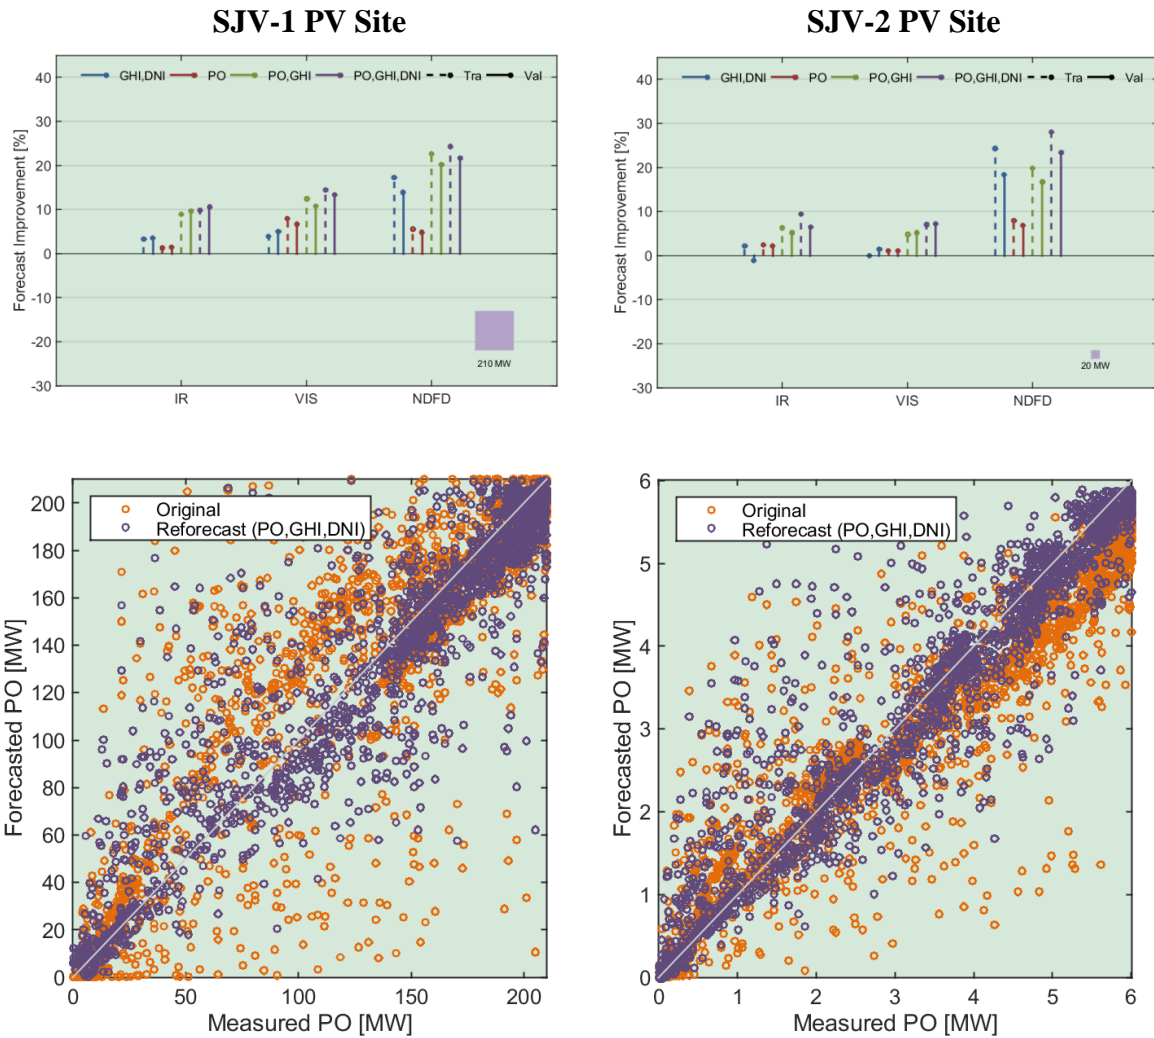 SJV-1 PV Site
SJV-2 PV Site
Forecast Improvement [%]
40
30
20
10
0
-10
-20
-30
GHI,DNI PO PO,GHI PO,GHI,DNI Tra Val
210 MW
IR VIS NDFD
Forecast Improvement [%]
40
30
20
10
0
-10
-20
-30
GHI,DNI PO PO,GHI PO,GHI,DNI Tra Val
20 MW
IR VIS NDFD
Forecasted PO [MW]
200
180
160
140
120
100
80
60
40
20
0
Original
Reforecast (PO,GHI,DNI)
0 50 100 150 200
Measured PO [MW]
Forecasted PO [MW]
6
5
4
3
2
1
0
Original
Reforecast (PO,GHI,DNI)
0 1 2 3 4 5 6
Measured PO [MW]